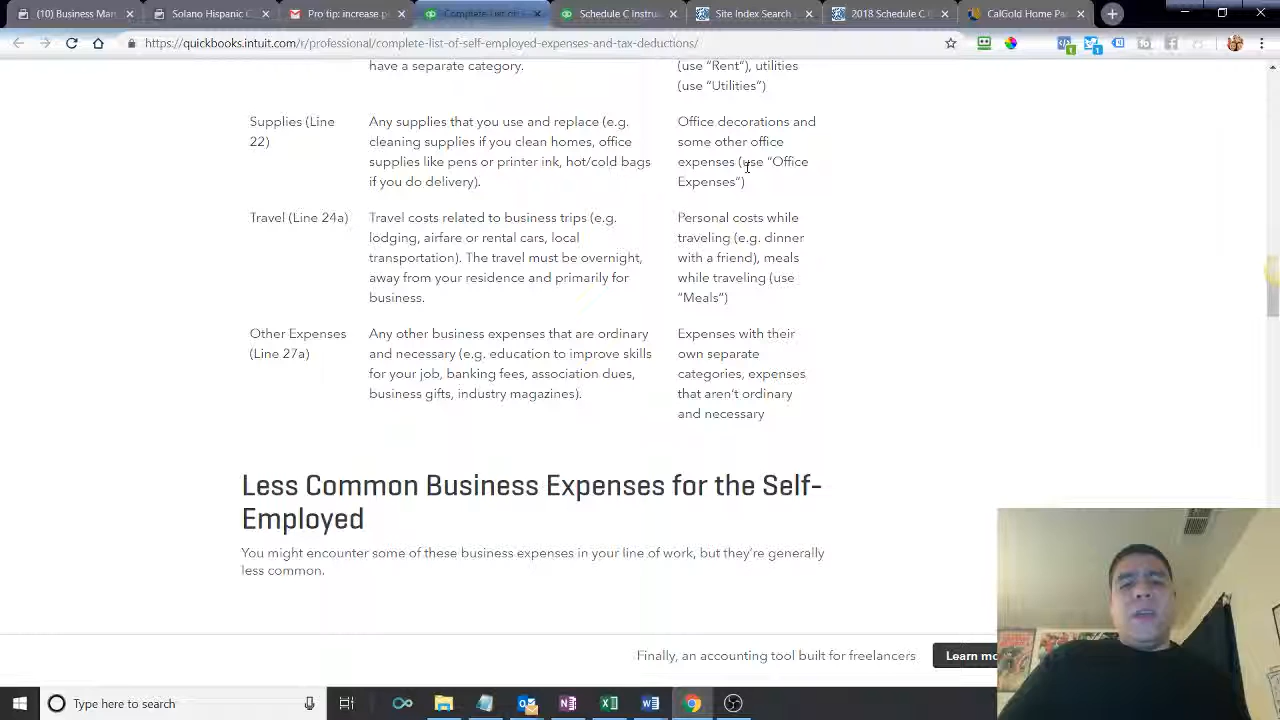 (10) Business Man
Solano Hispanic C
Pro tip: increase p
Complete List of
Schedule C Instru
Site Index Search
2018 Schedule C (
CalGold Home Pa
https://quickbooks.intuit.com/r/professional/complete-list-of-self-employed-expenses-and-tax-deductions/
have a separate category.
(use “Rent”), utilities
(use “Utilities”)
Supplies (Line
22)
Any supplies that you use and replace (e.g.
cleaning supplies if you clean homes, office
supplies like pens or printer ink, hot/cold bags
if you do delivery).
Office decorations and
some other office
expenses (use “Office
Expenses”)
Travel (Line 24a)
Travel costs related to business trips (e.g.
lodging, airfare or rental cars, local
transportation). The travel must be overnight,
away from your residence and primarily for
business.
Personal costs while
traveling (e.g. dinner
with a friend), meals
while traveling (use
“Meals”)
Other Expenses
(Line 27a)
Any other business expenses that are ordinary
and necessary (e.g. education to improve skills
for your job, banking fees, association dues,
business gifts, industry magazines).
Expenses with their
own separate
categories, expenses
that aren’t ordinary
and necessary
Less Common Business Expenses for the Self-
Employed
You might encounter some of these business expenses in your line of work, but they’re generally
less common.
Finally, an accounting tool built for freelancers
Learn mo
Type here to search